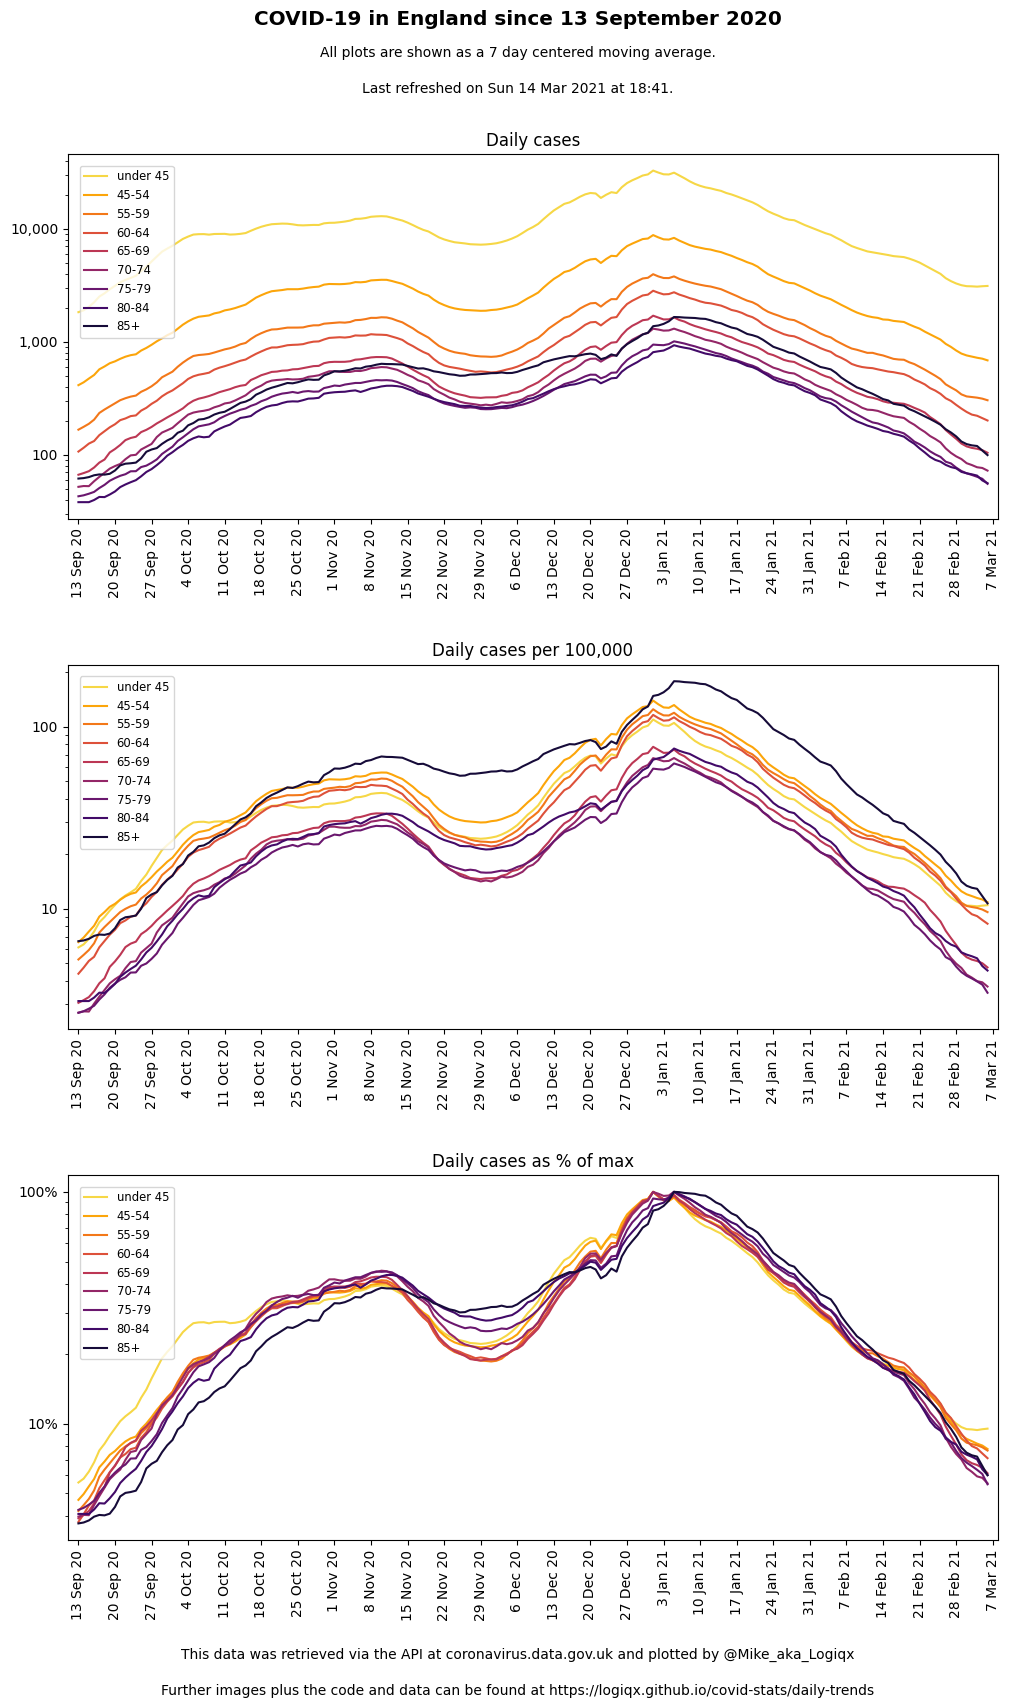 COVID-19 in England since 13 September 2020
All plots are shown as a 7 day centered moving average.
Last refreshed on Sun 14 Mar 2021 at 18:41.
Daily cases
under 45
45-54
55-59
60-64
65-69
70-74
75-79
80-84
85+
10,000
1,000
100
13 Sep 20
20 Sep 20
27 Sep 20
4 Oct 20
11 Oct 20
18 Oct 20
25 Oct 20
1 Nov 20
8 Nov 20
15 Nov 20
22 Nov 20
29 Nov 20
6 Dec 20
13 Dec 20
20 Dec 20
27 Dec 20
3 Jan 21
10 Jan 21
17 Jan 21
24 Jan 21
31 Jan 21
7 Feb 21
14 Feb 21
21 Feb 21
28 Feb 21
7 Mar 21
Daily cases per 100,000
under 45
45-54
55-59
60-64
65-69
70-74
75-79
80-84
85+
100
10
13 Sep 20
20 Sep 20
27 Sep 20
4 Oct 20
11 Oct 20
18 Oct 20
25 Oct 20
1 Nov 20
8 Nov 20
15 Nov 20
22 Nov 20
29 Nov 20
6 Dec 20
13 Dec 20
20 Dec 20
27 Dec 20
3 Jan 21
10 Jan 21
17 Jan 21
24 Jan 21
31 Jan 21
7 Feb 21
14 Feb 21
21 Feb 21
28 Feb 21
7 Mar 21
Daily cases as % of max
under 45
45-54
55-59
60-64
65-69
70-74
75-79
80-84
85+
100%
10%
13 Sep 20
20 Sep 20
27 Sep 20
4 Oct 20
11 Oct 20
18 Oct 20
25 Oct 20
1 Nov 20
8 Nov 20
15 Nov 20
22 Nov 20
29 Nov 20
6 Dec 20
13 Dec 20
20 Dec 20
27 Dec 20
3 Jan 21
10 Jan 21
17 Jan 21
24 Jan 21
31 Jan 21
7 Feb 21
14 Feb 21
21 Feb 21
28 Feb 21
7 Mar 21
This data was retrieved via the API at coronavirus.data.gov.uk and plotted by @Mike_aka_Logiqx
Further images plus the code and data can be found at https://logiqx.github.io/covid-stats/daily-trends